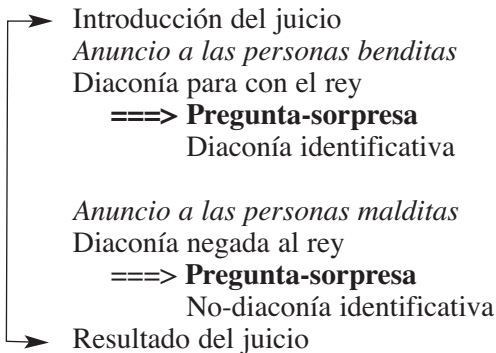 Introducción del juicio
Anuncio a las personas benditas
Diaconía para con el rey
===> Pregunta-sorpresa
Diaconía identificativa
Anuncio a las personas malditas
Diaconía negada al rey
===> Pregunta-sorpresa
No-diaconía identificativa
Resultado del juicio